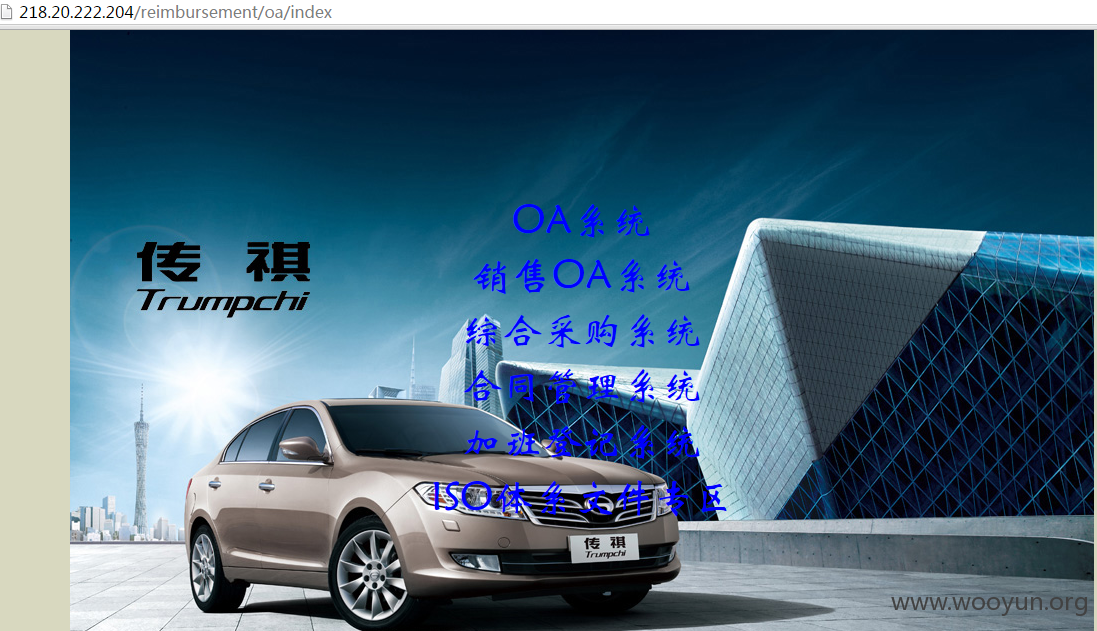 218.20.222.204/reimbursement/oa/index
OA系统
销售OA系统
传祺
Trumpchi
综合采购系统
合同管理系统
加班登记系统
ISO体系文件专区
传祺
Trumpchi
www.wooyun.org